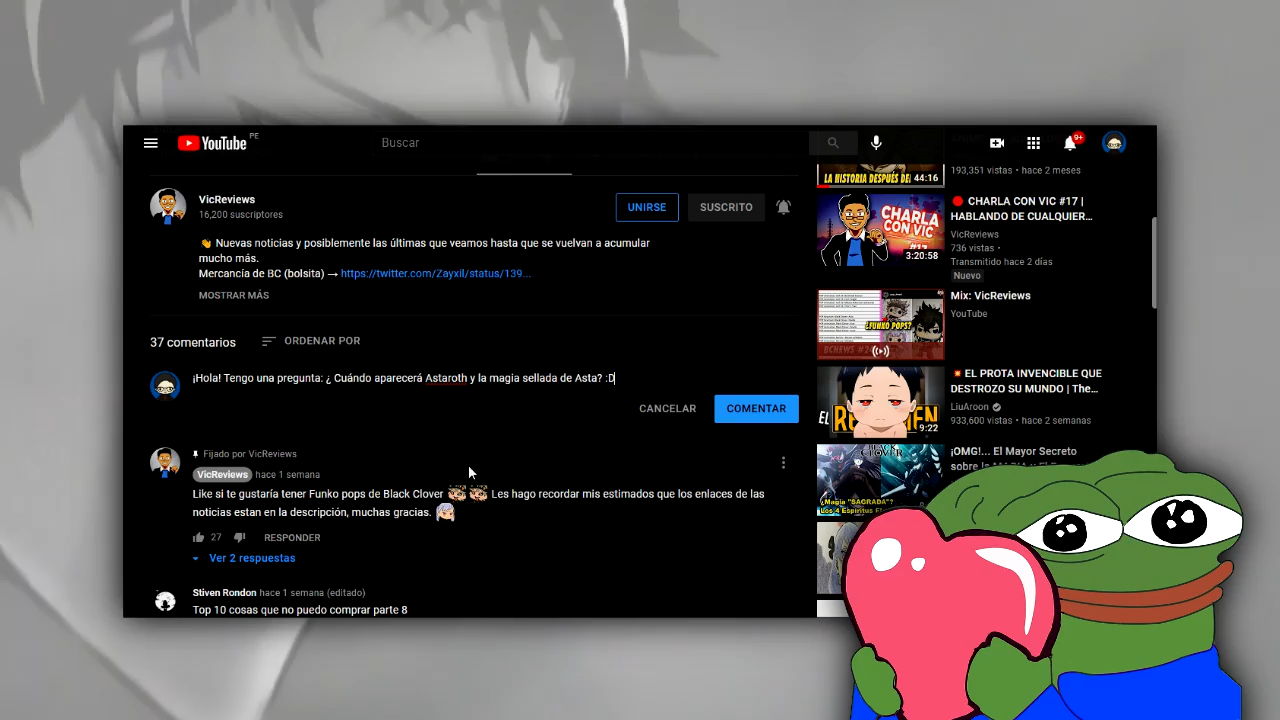 YouTube PE
Buscar
9+
VicReviews
16,200 suscriptores
UNIRSE
SUSCRITO
👋 Nuevas noticias y posiblemente las últimas que veamos hasta que se vuelvan a acumular
mucho más.
Mercancía de BC (bolsita) → https://twitter.com/Zayxil/status/139...
MOSTRAR MÁS
37 comentarios
ORDENAR POR
¡Hola! Tengo una pregunta: ¿ Cuándo aparecerá Astaroth y la magia sellada de Asta? :D
CANCELAR
COMENTAR
Fijado por VicReviews
VicReviews hace 1 semana
Like si te gustaría tener Funko pops de Black Clover Les hago recordar mis estimados que los enlaces de las
noticias estan en la descripción, muchas gracias.
27
RESPONDER
Ver 2 respuestas
Stiven Rondon hace 1 semana (editado)
Top 10 cosas que no puedo comprar parte 8
LA HISTORIA DESPUÉS DE
44:16
193,351 vistas • hace 2 meses
CHARLA
CON VIC
#17
3:20:58
🔴 CHARLA CON VIC #17 |
HABLANDO DE CUALQUIER...
VicReviews
736 vistas •
Transmitido hace 2 días
Nuevo
¿FUNKO POPS?
Mix: VicReviews
YouTube
EL
9:22
💥 EL PROTA INVENCIBLE QUE
DESTROZO SU MUNDO | The...
LiuAroon
933,600 vistas • hace 2 semanas
CLOVER
¿Magia "SAGRADA"?
Los 4 Espiritus
¡OMG!... El Mayor Secreto